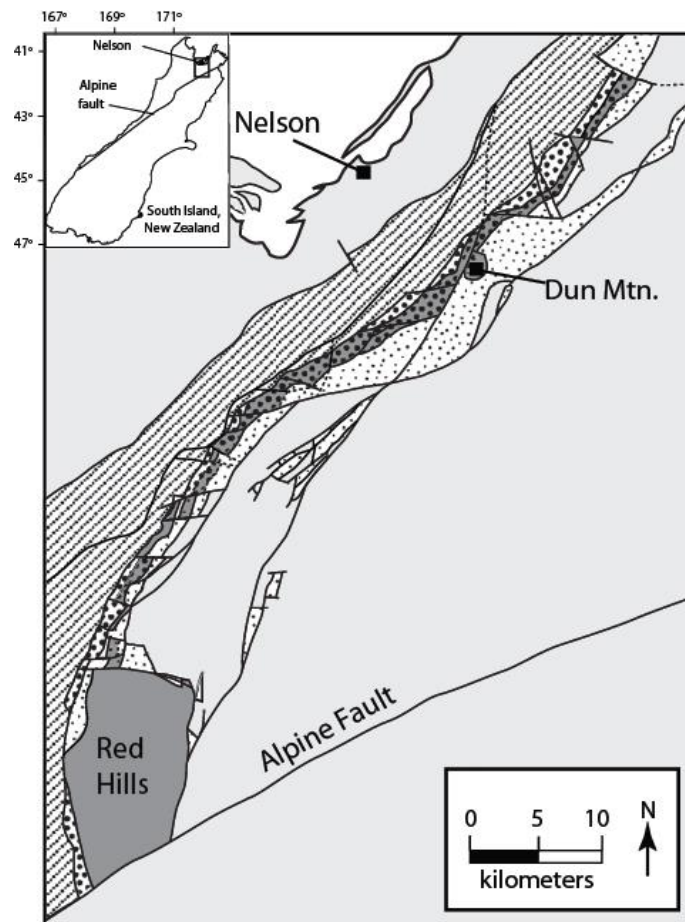 167° 169° 171°
41°
43°
45°
47°
Nelson
Alpine
fault
South Island,
New Zealand
Nelson
Dun Mtn.
Red
Hills
Alpine Fault
0 5 10
kilometers
N